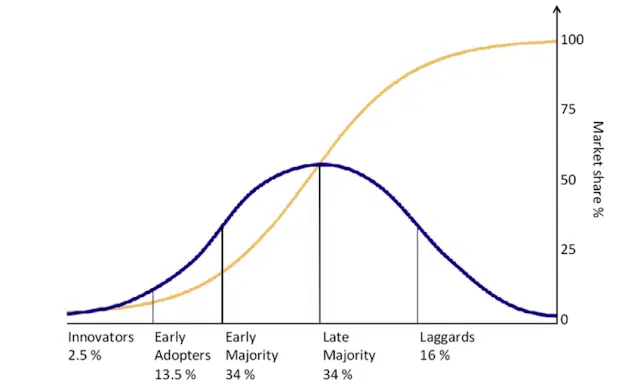 100
75
50
25
0
Market share %
Innovators
2.5 %
Early
Adopters
13.5 %
Early
Majority
34 %
Late
Majority
34 %
Laggards
16 %